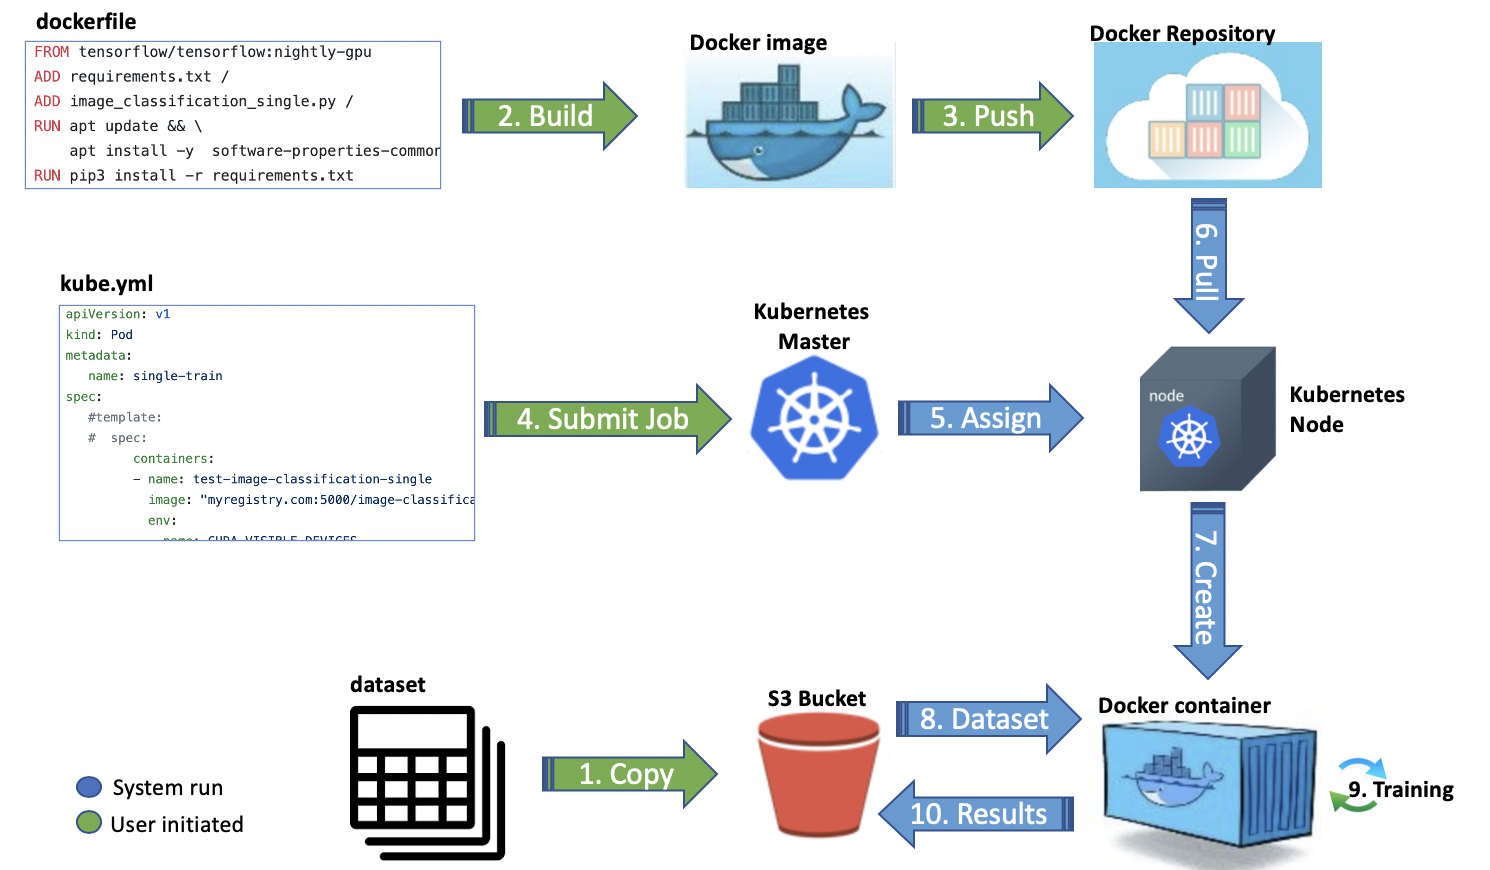 dockerfile
FROM tensorflow/tensorflow:nightly-gpu
ADD requirements.txt /
ADD image_classification_single.py /
RUN apt update && \
apt install -y software-properties-common
RUN pip3 install -r requirements.txt
2. Build
Docker image
3. Push
Docker Repository
6. Pull
kube.yml
apiVersion: v1
kind: Pod
metadata:
name: single-train
spec:
#template:
# spec:
containers:
- name: test-image-classification-single
image: "myregistry.com:5000/image-classifica
env:
name: CUDA_VISIBLE_DEVICES
4. Submit Job
Kubernetes
Master
5. Assign
node
Kubernetes
Node
7. Create
dataset
1. Copy
S3 Bucket
8. Dataset
10. Results
Docker container
9. Training
System run
User initiated